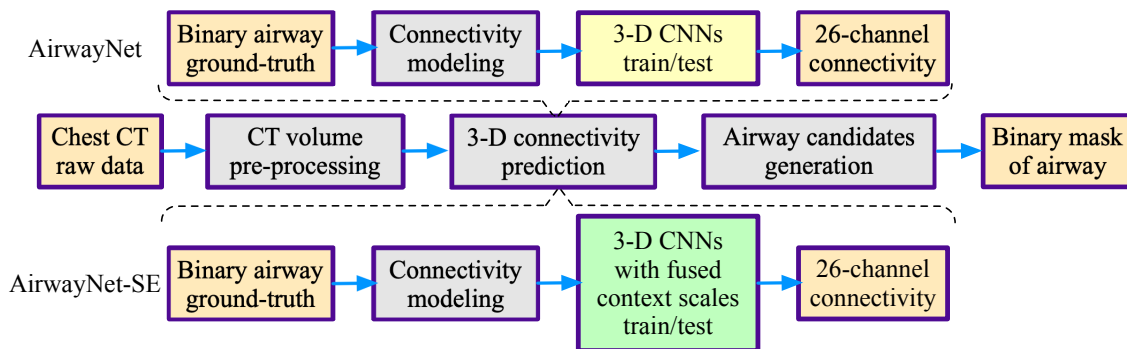 AirwayNet
Binary airway
ground-truth
Connectivity
modeling
3-D CNNs
train/test
26-channel
connectivity
Chest CT
raw data
CT volume
pre-processing
3-D connectivity
prediction
Airway candidates
generation
Binary mask
of airway
AirwayNet-SE
Binary airway
ground-truth
Connectivity
modeling
3-D CNNs
with fused
context scales
train/test
26-channel
connectivity